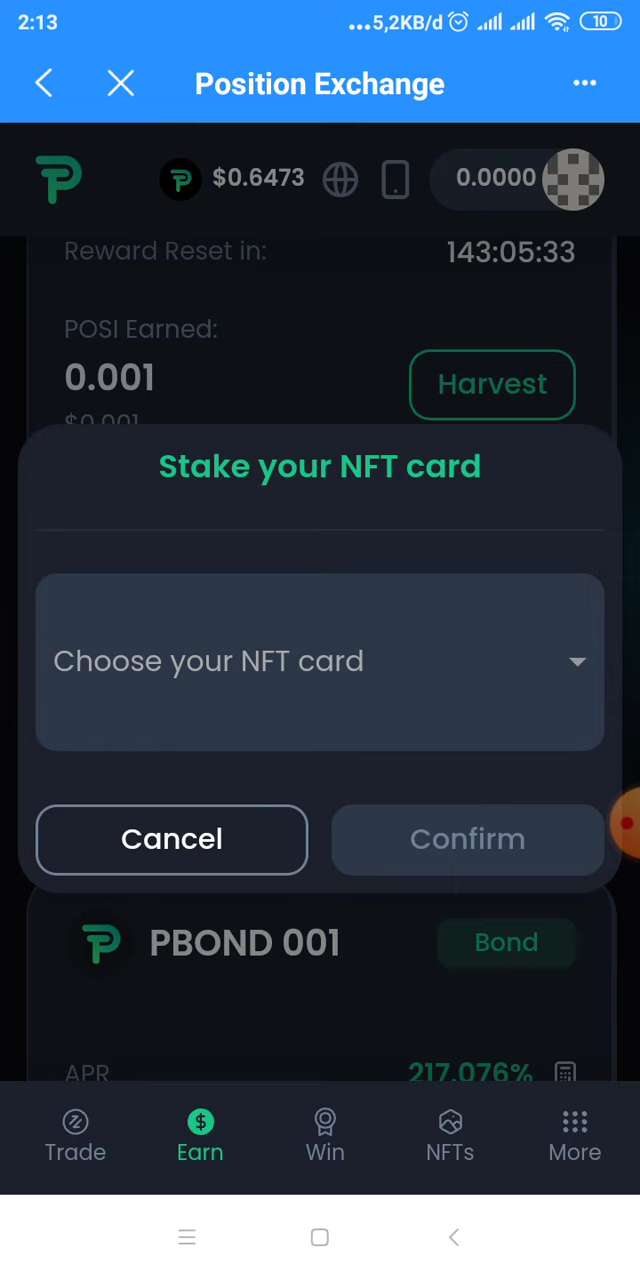 2:13
...5,2KB/d
10
Position Exchange
$0.6473
0.0000
Reward Reset in:
143:05:33
POSI Earned:
0.001
Harvest
$0.001
Stake your NFT card
Choose your NFT card
Cancel
Confirm
PBOND 001
Bond
APR
217.076%
Trade
Earn
Win
NFTs
More